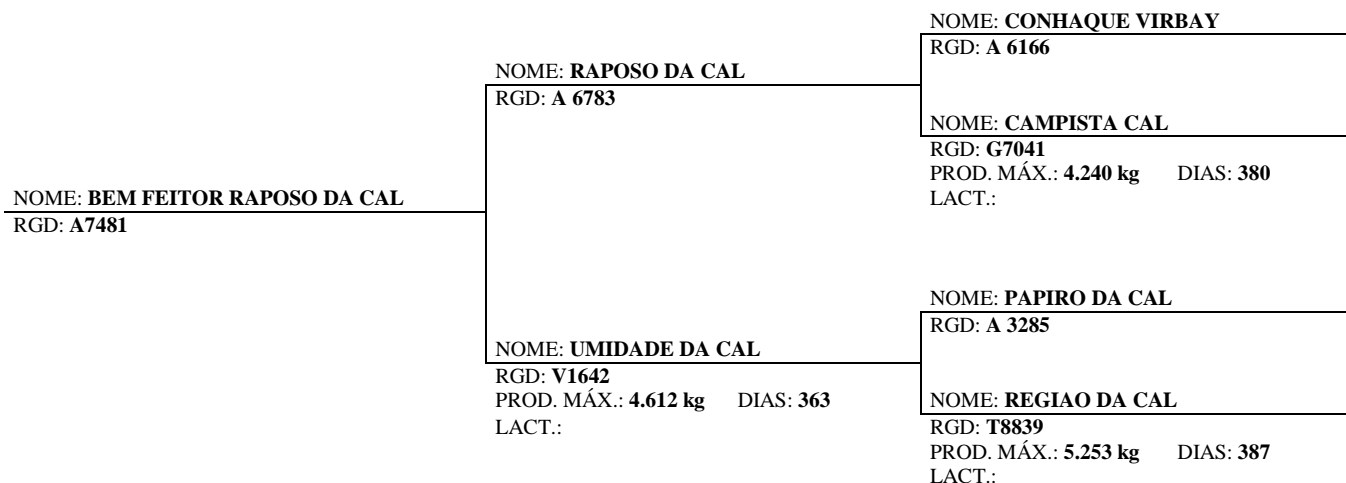 NOME: CONHAQUE VIRBAY
RGD: A 6166
NOME: RAPOSO DA CAL
RGD: A 6783
NOME: CAMPISTA CAL
RGD: G7041
PROD. MÁX.: 4.240 kg DIAS: 380
LACT.:
NOME: BEM FEITOR RAPOSO DA CAL
RGD: A7481
NOME: PAPIRO DA CAL
RGD: A 3285
NOME: UMIDADE DA CAL
RGD: V1642
PROD. MÁX.: 4.612 kg DIAS: 363
LACT.:
NOME: REGIAO DA CAL
RGD: T8839
PROD. MÁX.: 5.253 kg DIAS: 387
LACT.: